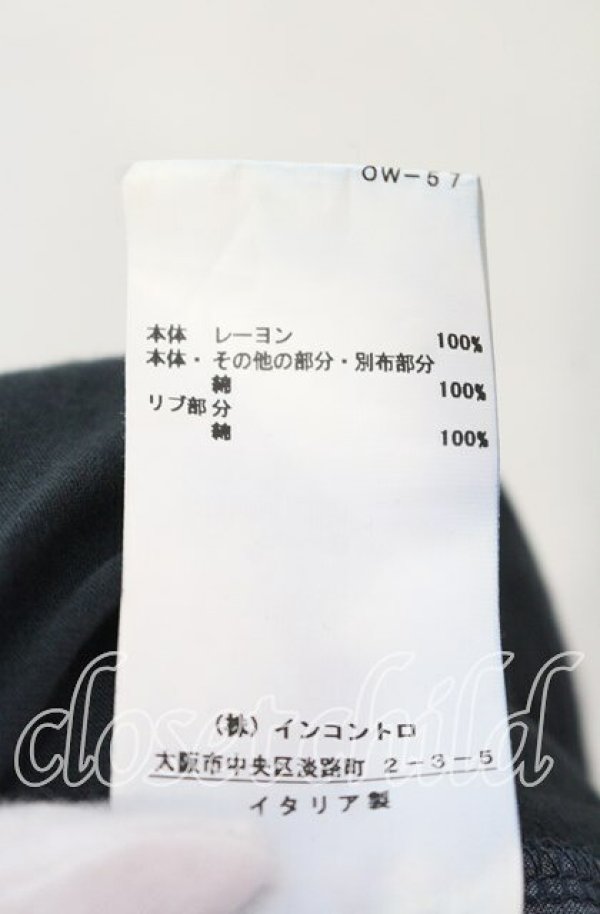 OW-57
本体 レーヨン 100%
本体・その他の部分・別布部分
綿 100%
リブ部分
綿 100%
(株)インコントロ
大阪市中央区淡路町 2-3-5
イタリア製
closetchild